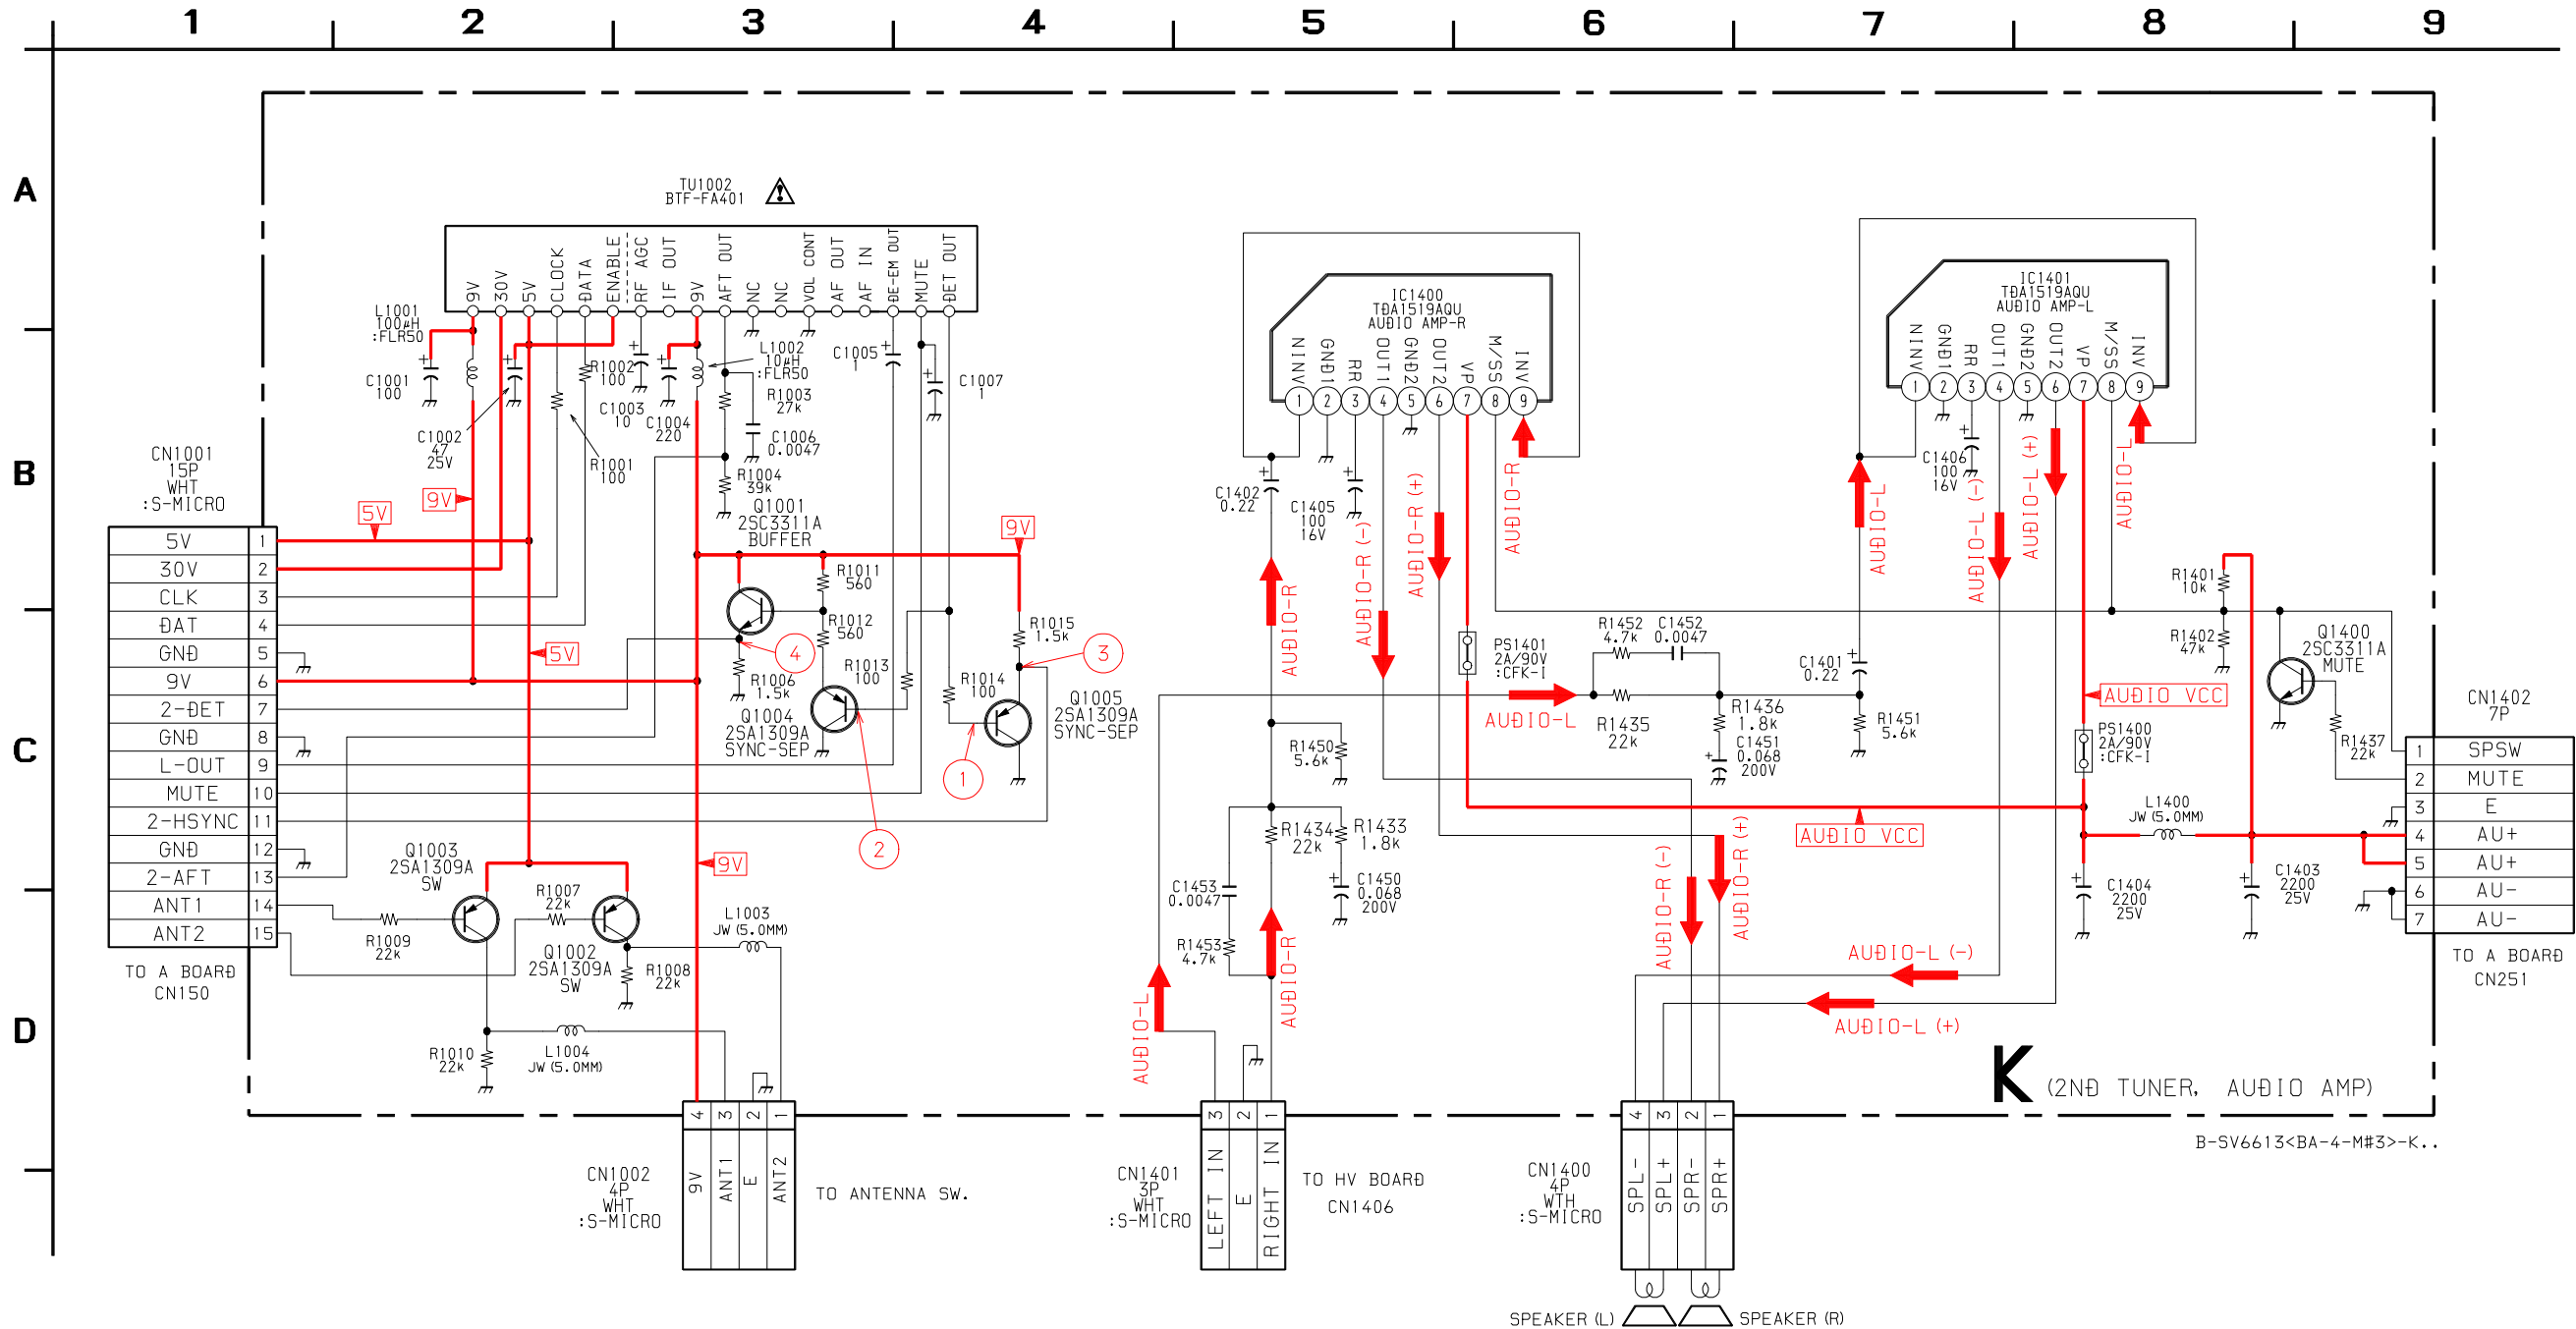 1 2 3 4 5 6 7 8 9
A
B
C
D
TU1002
BTF-FA401
9V
30V
5V
CLOCK
DATA
ENABLE
RF AGC
IF OUT
9V
AFT OUT
NC
NC
VOL CONT
AF OUT
AF IN
DE-EM OUT
MUTE
DET OUT
L1001
100µH
:FLR50
C1001
100
C1002
47
25V
R1002
100
R1001
100
C1003
10
C1004
220
L1002
10µH
:FLR50
R1003
27k
C1006
0.0047
R1004
39k
C1005
1
C1007
1
Q1001
2SC3311A
BUFFER
CN1001
15P
WHT
:S-MICRO
5V 1
30V 2
CLK 3
DAT 4
GND 5
9V 6
2-DET 7
GND 8
L-OUT 9
MUTE 10
2-HSYNC 11
GND 12
2-AFT 13
ANT1 14
ANT2 15
TO A BOARD
CN150
5V
9V
5V
9V
9V
R1011
560
R1012
560
R1015
1.5k
R1006
1.5k
R1013
100
R1014
100
Q1004
2SA1309A
SYNC-SEP
Q1005
2SA1309A
SYNC-SEP
4
3
1
2
Q1003
2SA1309A
SW
R1007
22k
R1009
22k
Q1002
2SA1309A
SW
R1008
22k
L1003
JW (5.0MM)
R1010
22k
L1004
JW (5.0MM)
4 3 2 1
9V
ANT1
E
ANT2
CN1002
4P
WHT
:S-MICRO
TO ANTENNA SW.
IC1400
TDA1519AQU
AUDIO AMP-R
NINV
GND1
RR
OUT1
GND2
OUT2
VP
M/SS
INV
1 2 3 4 5 6 7 8 9
C1402
0.22
C1405
100
16V
AUDIO-R (-)
AUDIO-R (+)
AUDIO-R
AUDIO-R
PS1401
2A/90V
:CFK-I
AUDIO-L
R1452
4.7k
C1452
0.0047
R1435
22k
R1436
1.8k
C1451
0.068
200V
R1450
5.6k
R1434
22k
R1433
1.8k
C1453
0.0047
C1450
0.068
200V
R1453
4.7k
AUDIO-R
AUDIO-L
3 2 1
LEFT IN
E
RIGHT IN
CN1401
3P
WHT
:S-MICRO
TO HV BOARD
CN1406
IC1401
TDA1519AQU
AUDIO AMP-L
NINV
GND1
RR
OUT1
GND2
OUT2
VP
M/SS
INV
1 2 3 4 5 6 7 8 9
C1406
100
16V
AUDIO-L
AUDIO-L (-)
AUDIO-L (+)
AUDIO-L
C1401
0.22
R1451
5.6k
R1401
10k
R1402
47k
Q1400
2SC3311A
MUTE
R1437
22k
AUDIO VCC
PS1400
2A/90V
:CFK-I
AUDIO VCC
L1400
JW (5.0MM)
C1404
2200
25V
C1403
2200
25V
CN1402
7P
1 SPSW
2 MUTE
3 E
4 AU+
5 AU+
6 AU-
7 AU-
TO A BOARD
CN251
AUDIO-R (-)
AUDIO-R (+)
AUDIO-L (-)
AUDIO-L (+)
4 3 2 1
SPL-
SPL+
SPR-
SPR+
CN1400
4P
WTH
:S-MICRO
SPEAKER (L)
SPEAKER (R)
K (2ND TUNER, AUDIO AMP)
B-SV6613<BA-4-M#3>-K..